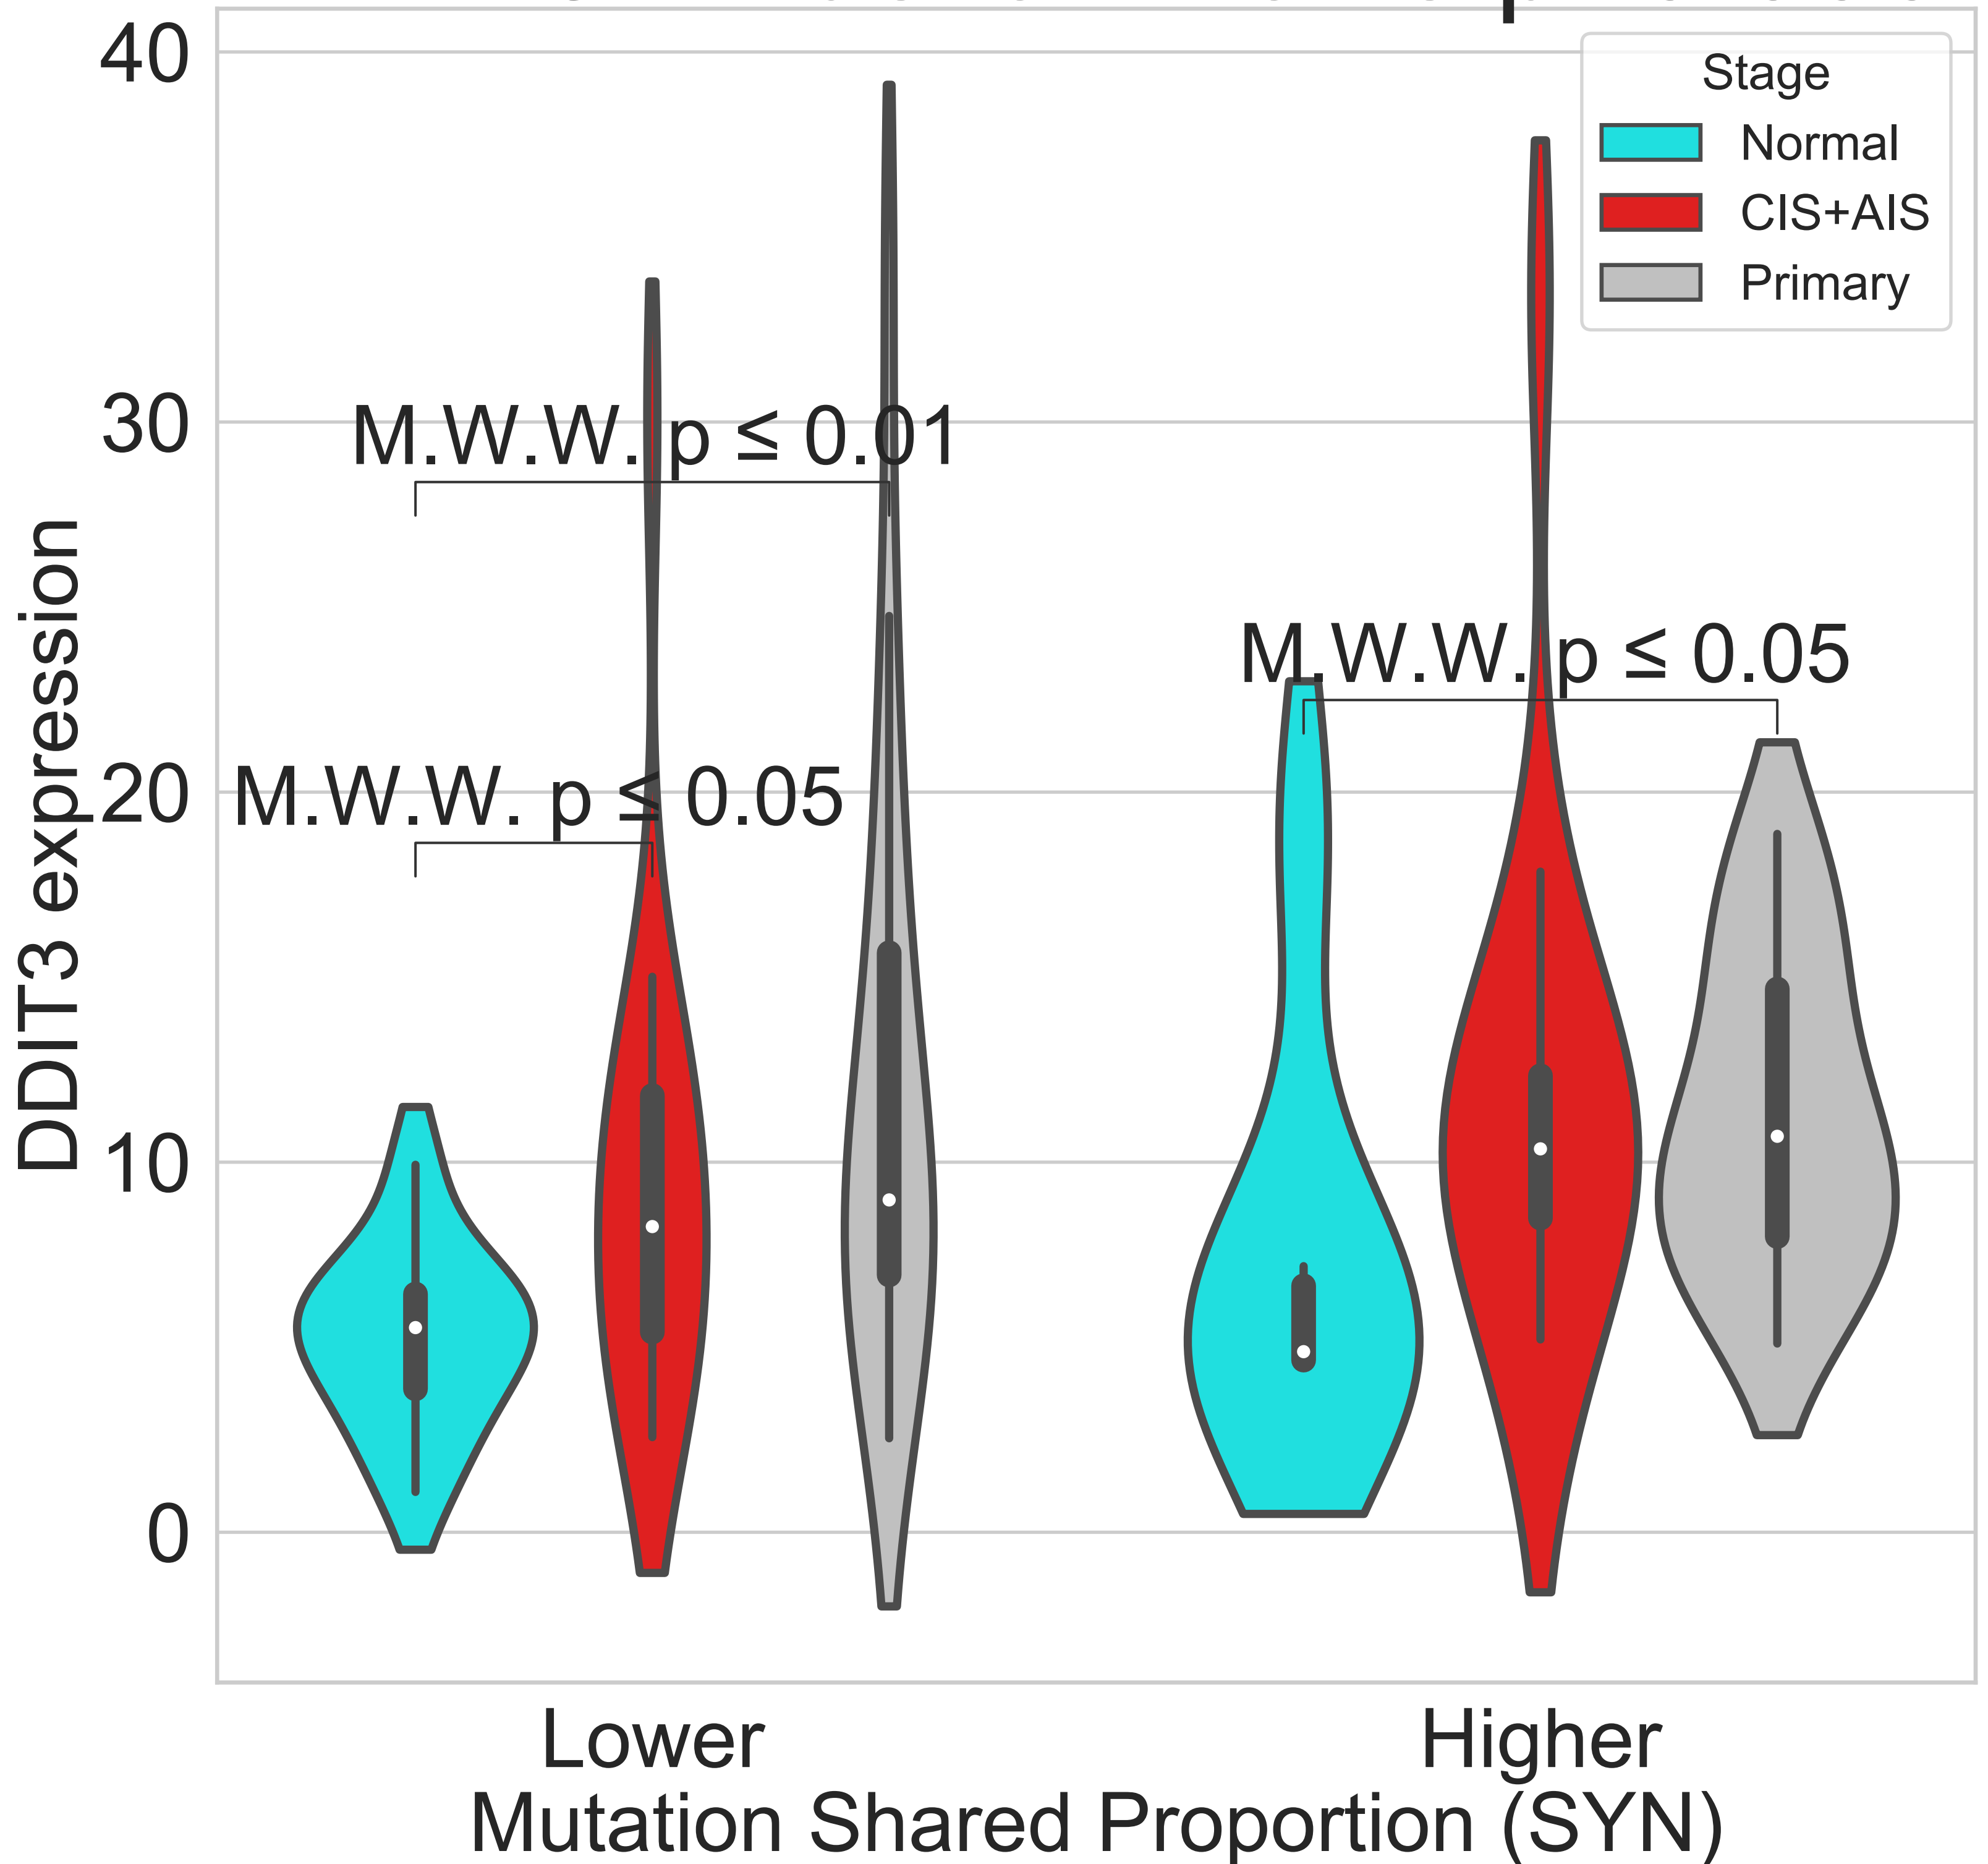 40
30
20
10
0
DDIT3 expression
Stage
Normal
CIS+AIS
Primary
M.W.W. p ≤ 0.01
M.W.W. p ≤ 0.05
M.W.W. p ≤ 0.05
Lower
Higher
Mutation Shared Proportion (SYN)